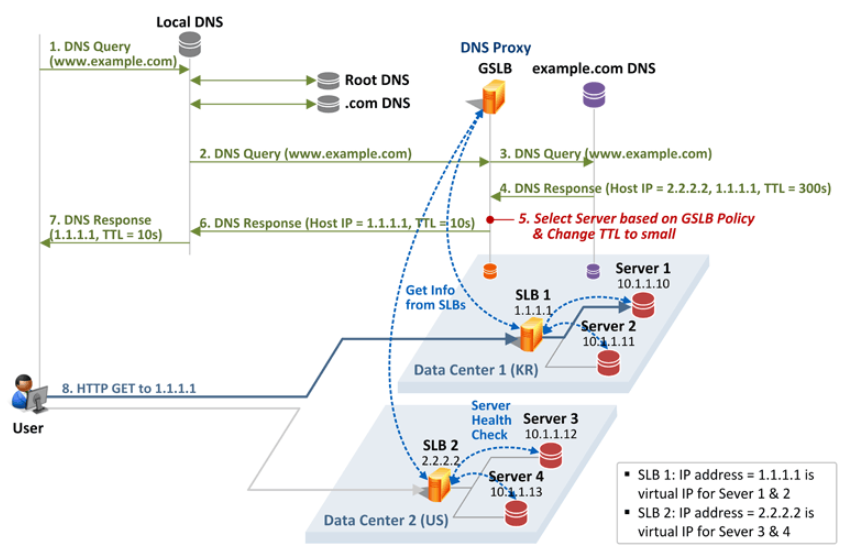 Local DNS
1. DNS Query
(www.example.com)
DNS Proxy
GSLB
example.com DNS
Root DNS
.com DNS
2. DNS Query (www.example.com)
3. DNS Query (www.example.com)
4. DNS Response (Host IP = 2.2.2.2, 1.1.1.1, TTL = 300s)
7. DNS Response
(1.1.1.1, TTL = 10s)
6. DNS Response (Host IP = 1.1.1.1, TTL = 10s)
5. Select Server based on GSLB Policy
& Change TTL to small
Get Info
from SLBs
SLB 1
1.1.1.1
Server 1
10.1.1.10
Server 2
10.1.1.11
Data Center 1 (KR)
8. HTTP GET to 1.1.1.1
User
Server
Health
Check
SLB 2
2.2.2.2
Server 3
10.1.1.12
Server 4
10.1.1.13
Data Center 2 (US)
▪ SLB 1: IP address = 1.1.1.1 is
virtual IP for Sever 1 & 2
▪ SLB 2: IP address = 2.2.2.2 is
virtual IP for Sever 3 & 4